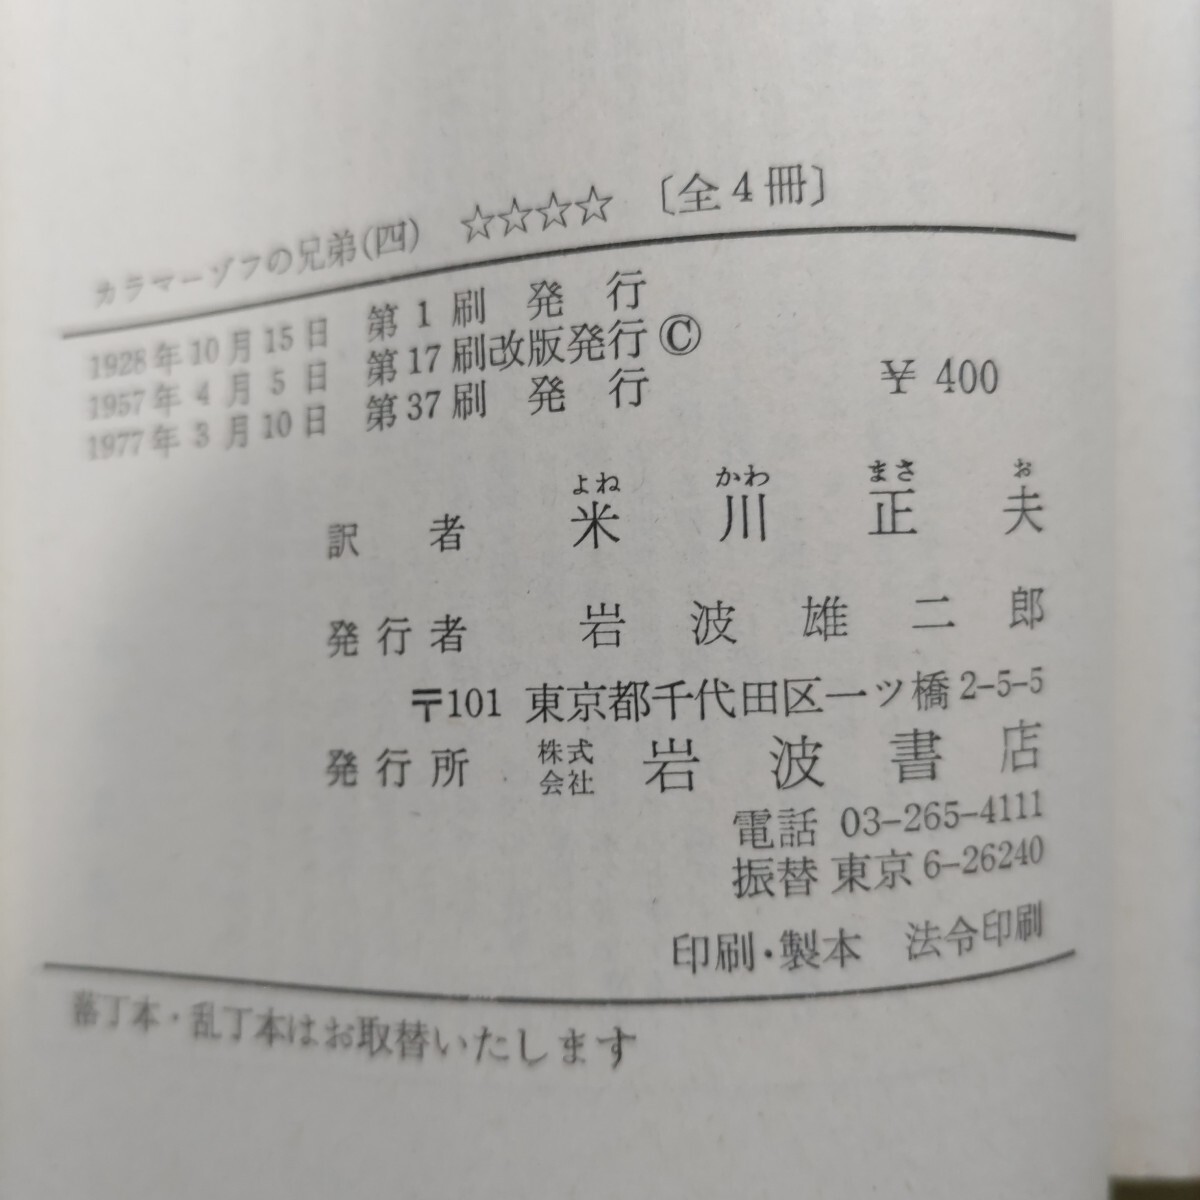 カラマーゾフの兄弟(四) ☆☆☆☆ 〔全4冊〕
1928年10月15日 第1刷発行
1957年4月5日 第17刷改版発行 ©
1977年3月10日 第37刷発行
¥400
よね かわ まさ お
訳者 米川正夫
発行者 岩波雄二郎
〒101 東京都千代田区一ツ橋2-5-5
発行所 株式会社 岩波書店
電話 03-265-4111
振替 東京6-26240
印刷・製本 法令印刷
落丁本・乱丁本はお取替いたします